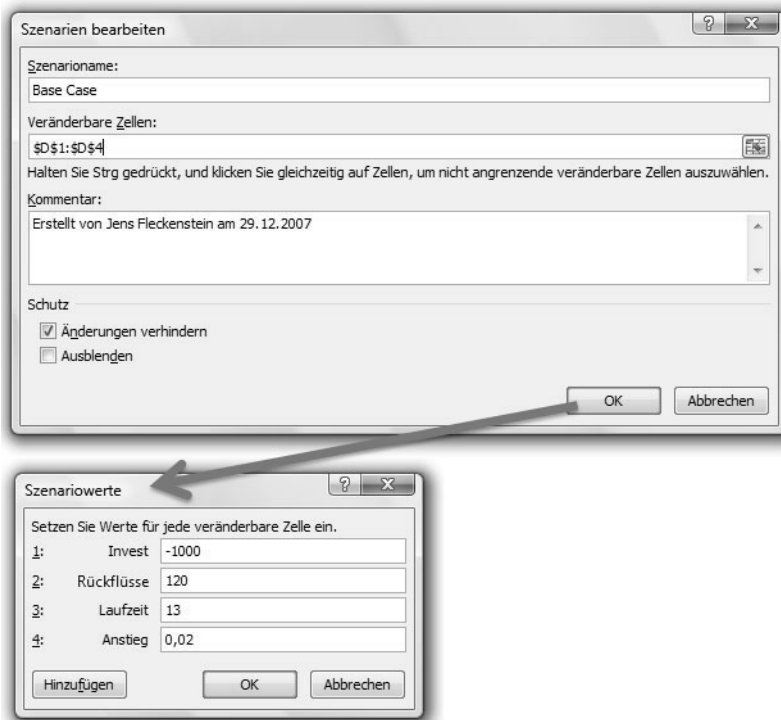 Szenarien bearbeiten
Szenarioname:
Base Case
Veränderbare Zellen:
$D$1:$D$4
Halten Sie Strg gedrückt, und klicken Sie gleichzeitig auf Zellen, um nicht angrenzende veränderbare Zellen auszuwählen.
Kommentar:
Erstellt von Jens Fleckenstein am 29.12.2007
Schutz
Änderungen verhindern
Ausblenden
OK Abbrechen
Szenariowerte
Setzen Sie Werte für jede veränderbare Zelle ein.
1: Invest -1000
2: Rückflüsse 120
3: Laufzeit 13
4: Anstieg 0,02
Hinzufügen OK Abbrechen